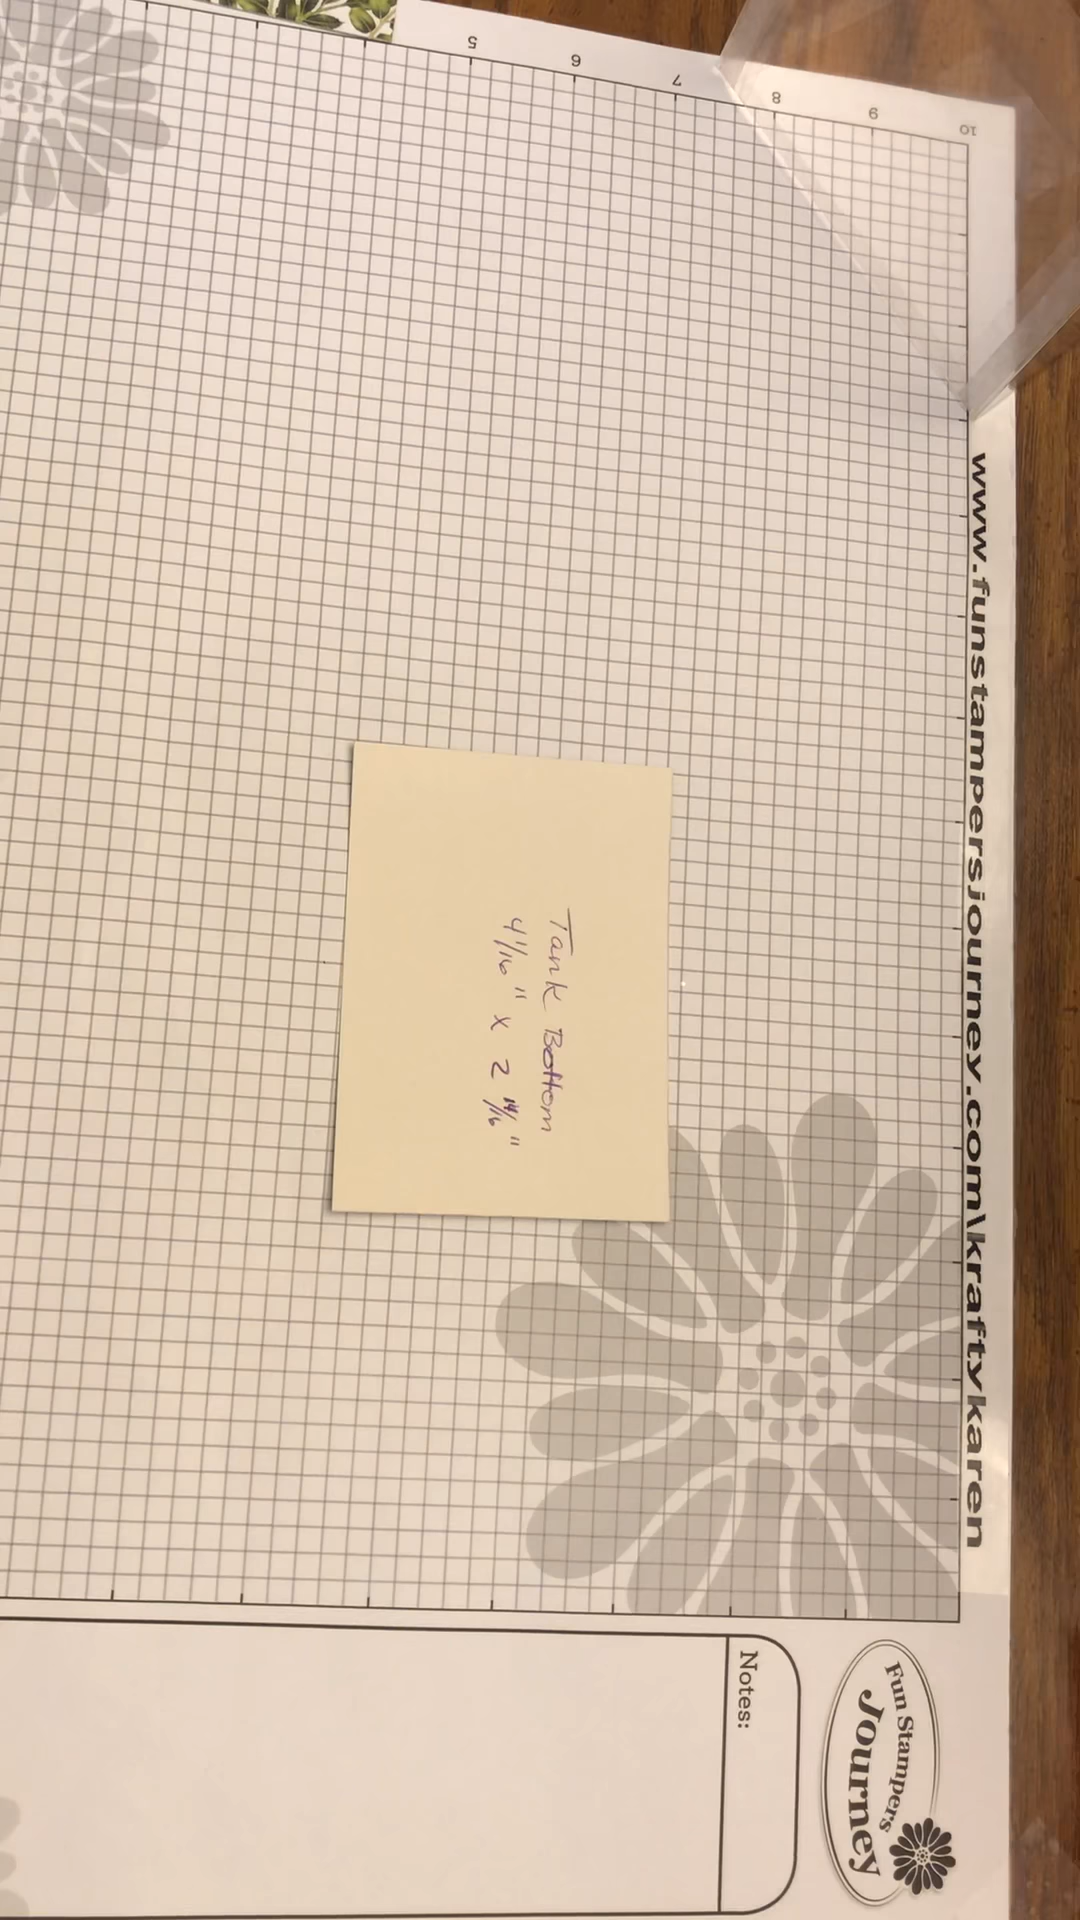 5
6
7
8
9
10
www.funstampersjourney.com\kraftykaren
Tank Bottom
4 1/16" x 2 14/16"
Notes:
Fun Stampers
Journey